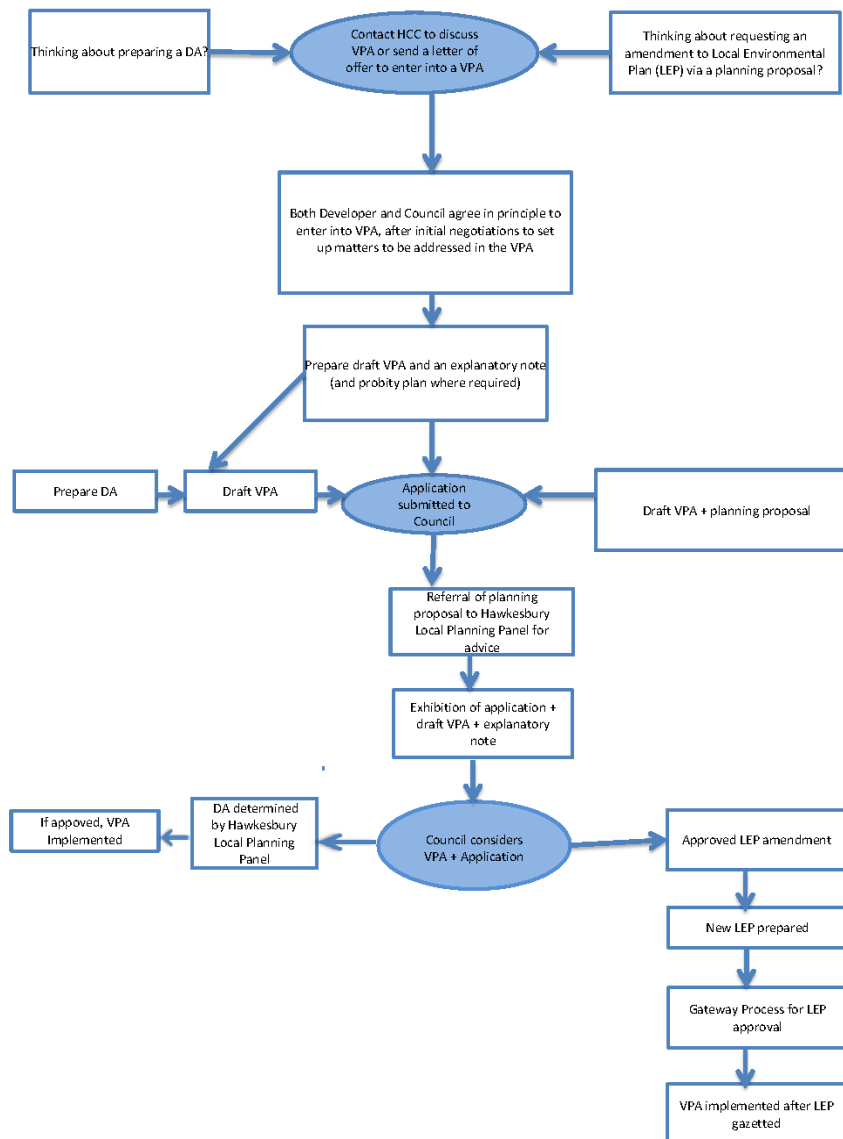 Thinking about preparing a DA?
Contact HCC to discuss
VPA or send a letter of
offer to enter into a VPA
Thinking about requesting an
amendment to Local Environmental
Plan (LEP) via a planning proposal?
Both Developer and Council agree in principle to
enter into VPA, after initial negotiations to set
up matters to be addressed in the VPA
Prepare draft VPA and an explanatory note
(and probity plan where required)
Prepare DA
Draft VPA
Application
submitted to
Council
Draft VPA + planning proposal
Referral of planning
proposal to Hawkesbury
Local Planning Panel for
advice
Exhibition of application +
draft VPA + explanatory
note
If appoved, VPA
Implemented
DA determined
by Hawkesbury
Local Planning
Panel
Council considers
VPA + Application
Approved LEP amendment
New LEP prepared
Gateway Process for LEP
approval
VPA implemented after LEP
gazetted